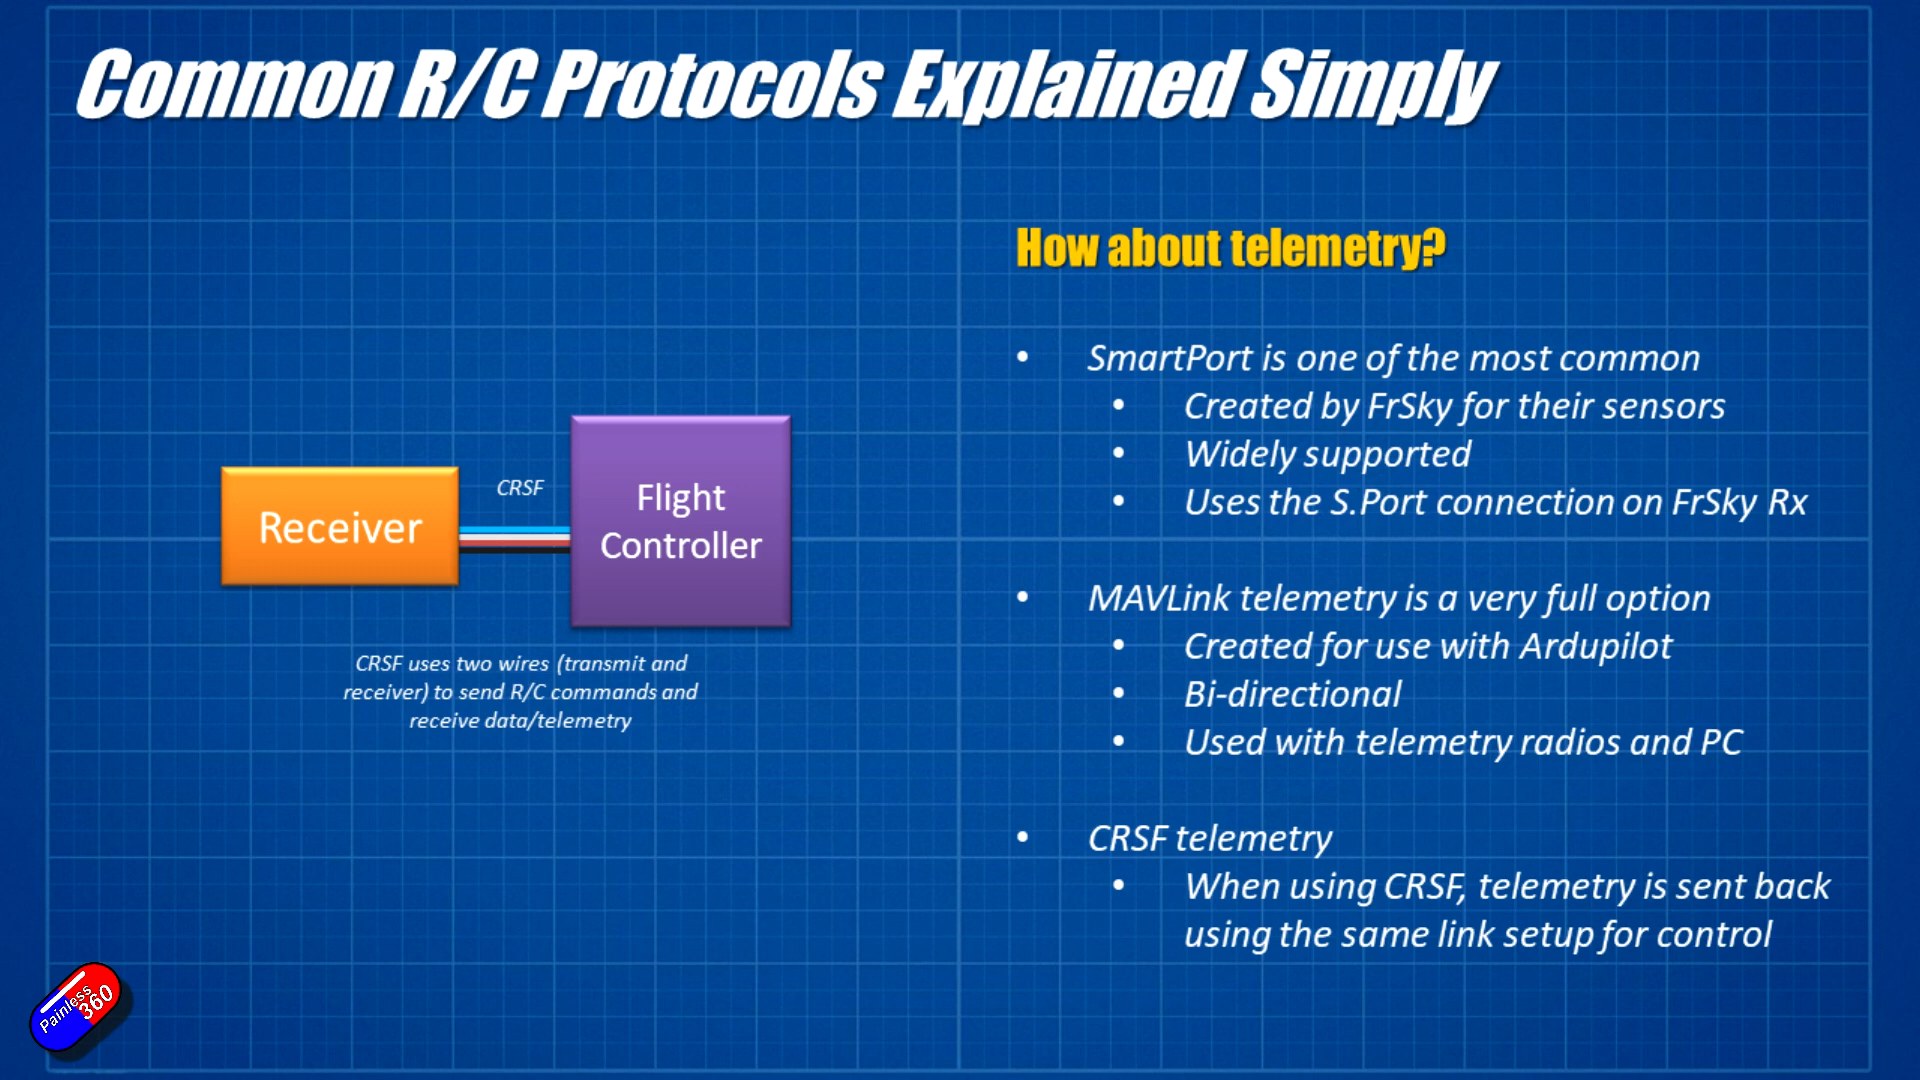 Common R/C Protocols Explained Simply
How about telemetry?
• SmartPort is one of the most common
• Created by FrSky for their sensors
• Widely supported
• Uses the S.Port connection on FrSky Rx
• MAVLink telemetry is a very full option
• Created for use with Ardupilot
• Bi-directional
• Used with telemetry radios and PC
• CRSF telemetry
• When using CRSF, telemetry is sent back
using the same link setup for control
Receiver
CRSF
Flight
Controller
CRSF uses two wires (transmit and
receiver) to send R/C commands and
receive data/telemetry
Painless
360